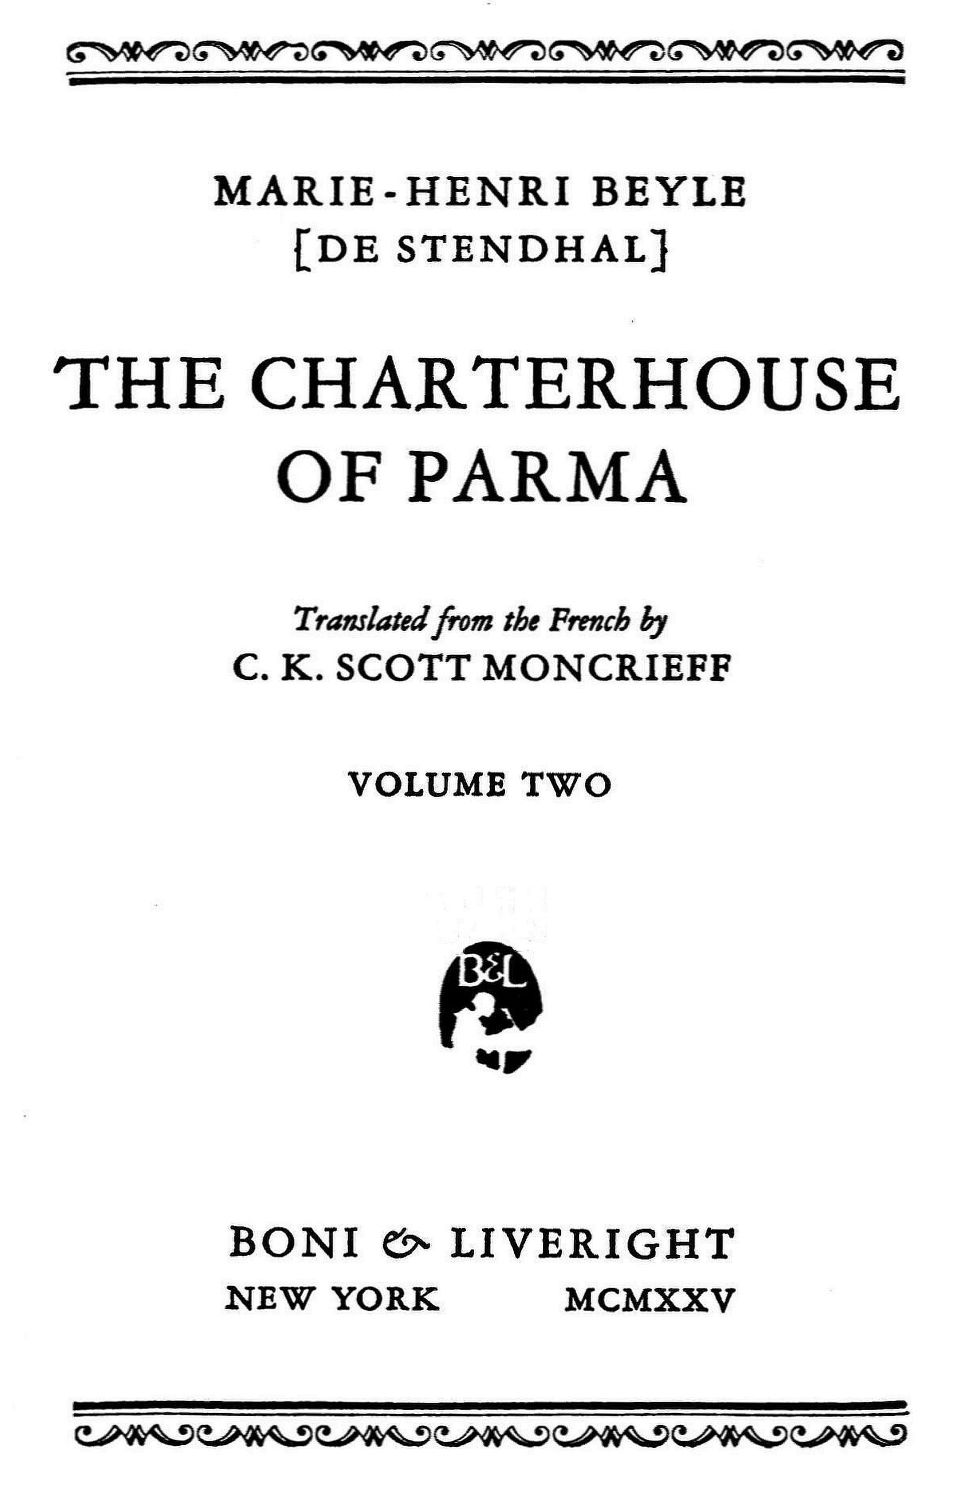 MARIE-HENRI BEYLE
[DE STENDHAL]
THE CHARTERHOUSE
OF PARMA
Translated from the French by
C. K. SCOTT MONCRIEFF
VOLUME TWO
B&L
BONI & LIVERIGHT
NEW YORK MCMXXV